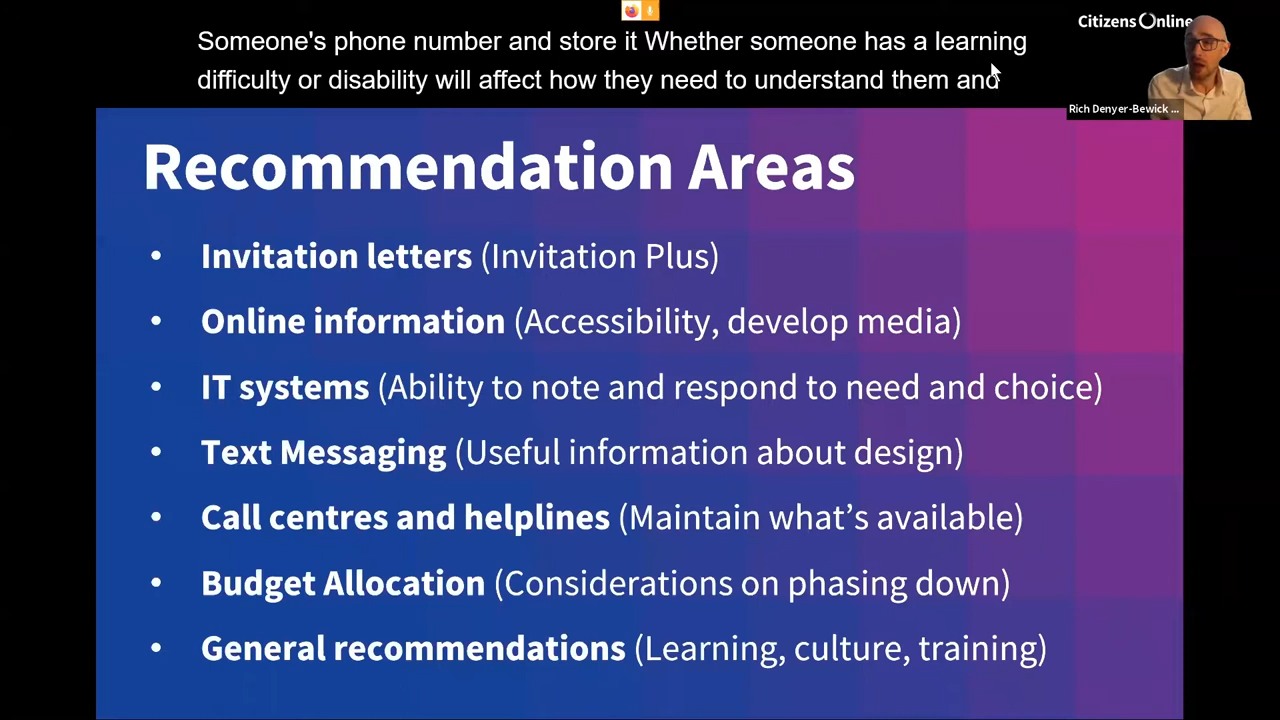 Someone's phone number and store it Whether someone has a learning
difficulty or disability will affect how they need to understand them and
Citizens Online
Rich Denyer-Bewick ...
Recommendation Areas
• Invitation letters (Invitation Plus)
• Online information (Accessibility, develop media)
• IT systems (Ability to note and respond to need and choice)
• Text Messaging (Useful information about design)
• Call centres and helplines (Maintain what’s available)
• Budget Allocation (Considerations on phasing down)
• General recommendations (Learning, culture, training)